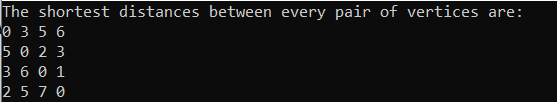 The shortest distances between every pair of vertices are:
0 3 5 6
5 0 2 3
3 6 0 1
2 5 7 0